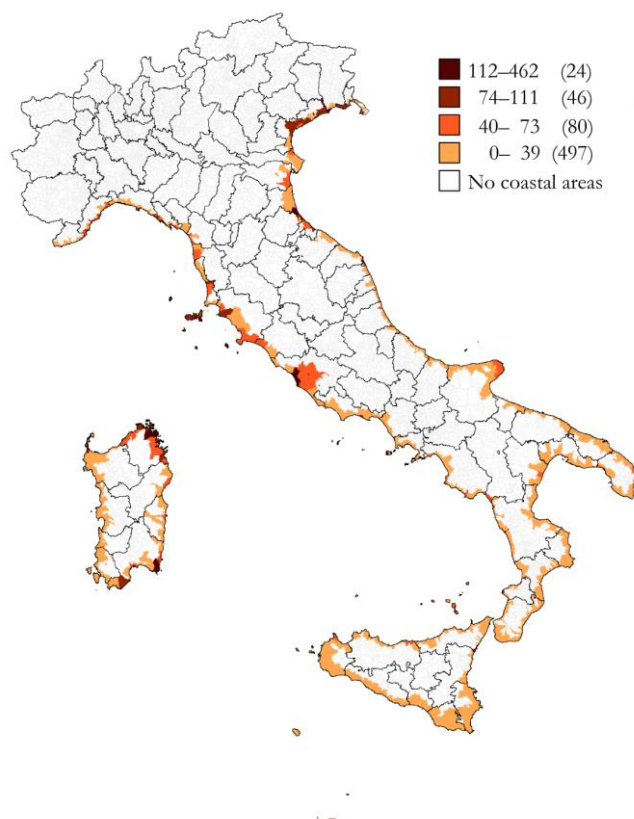 112–462 (24)
74–111 (46)
40– 73 (80)
0– 39 (497)
No coastal areas